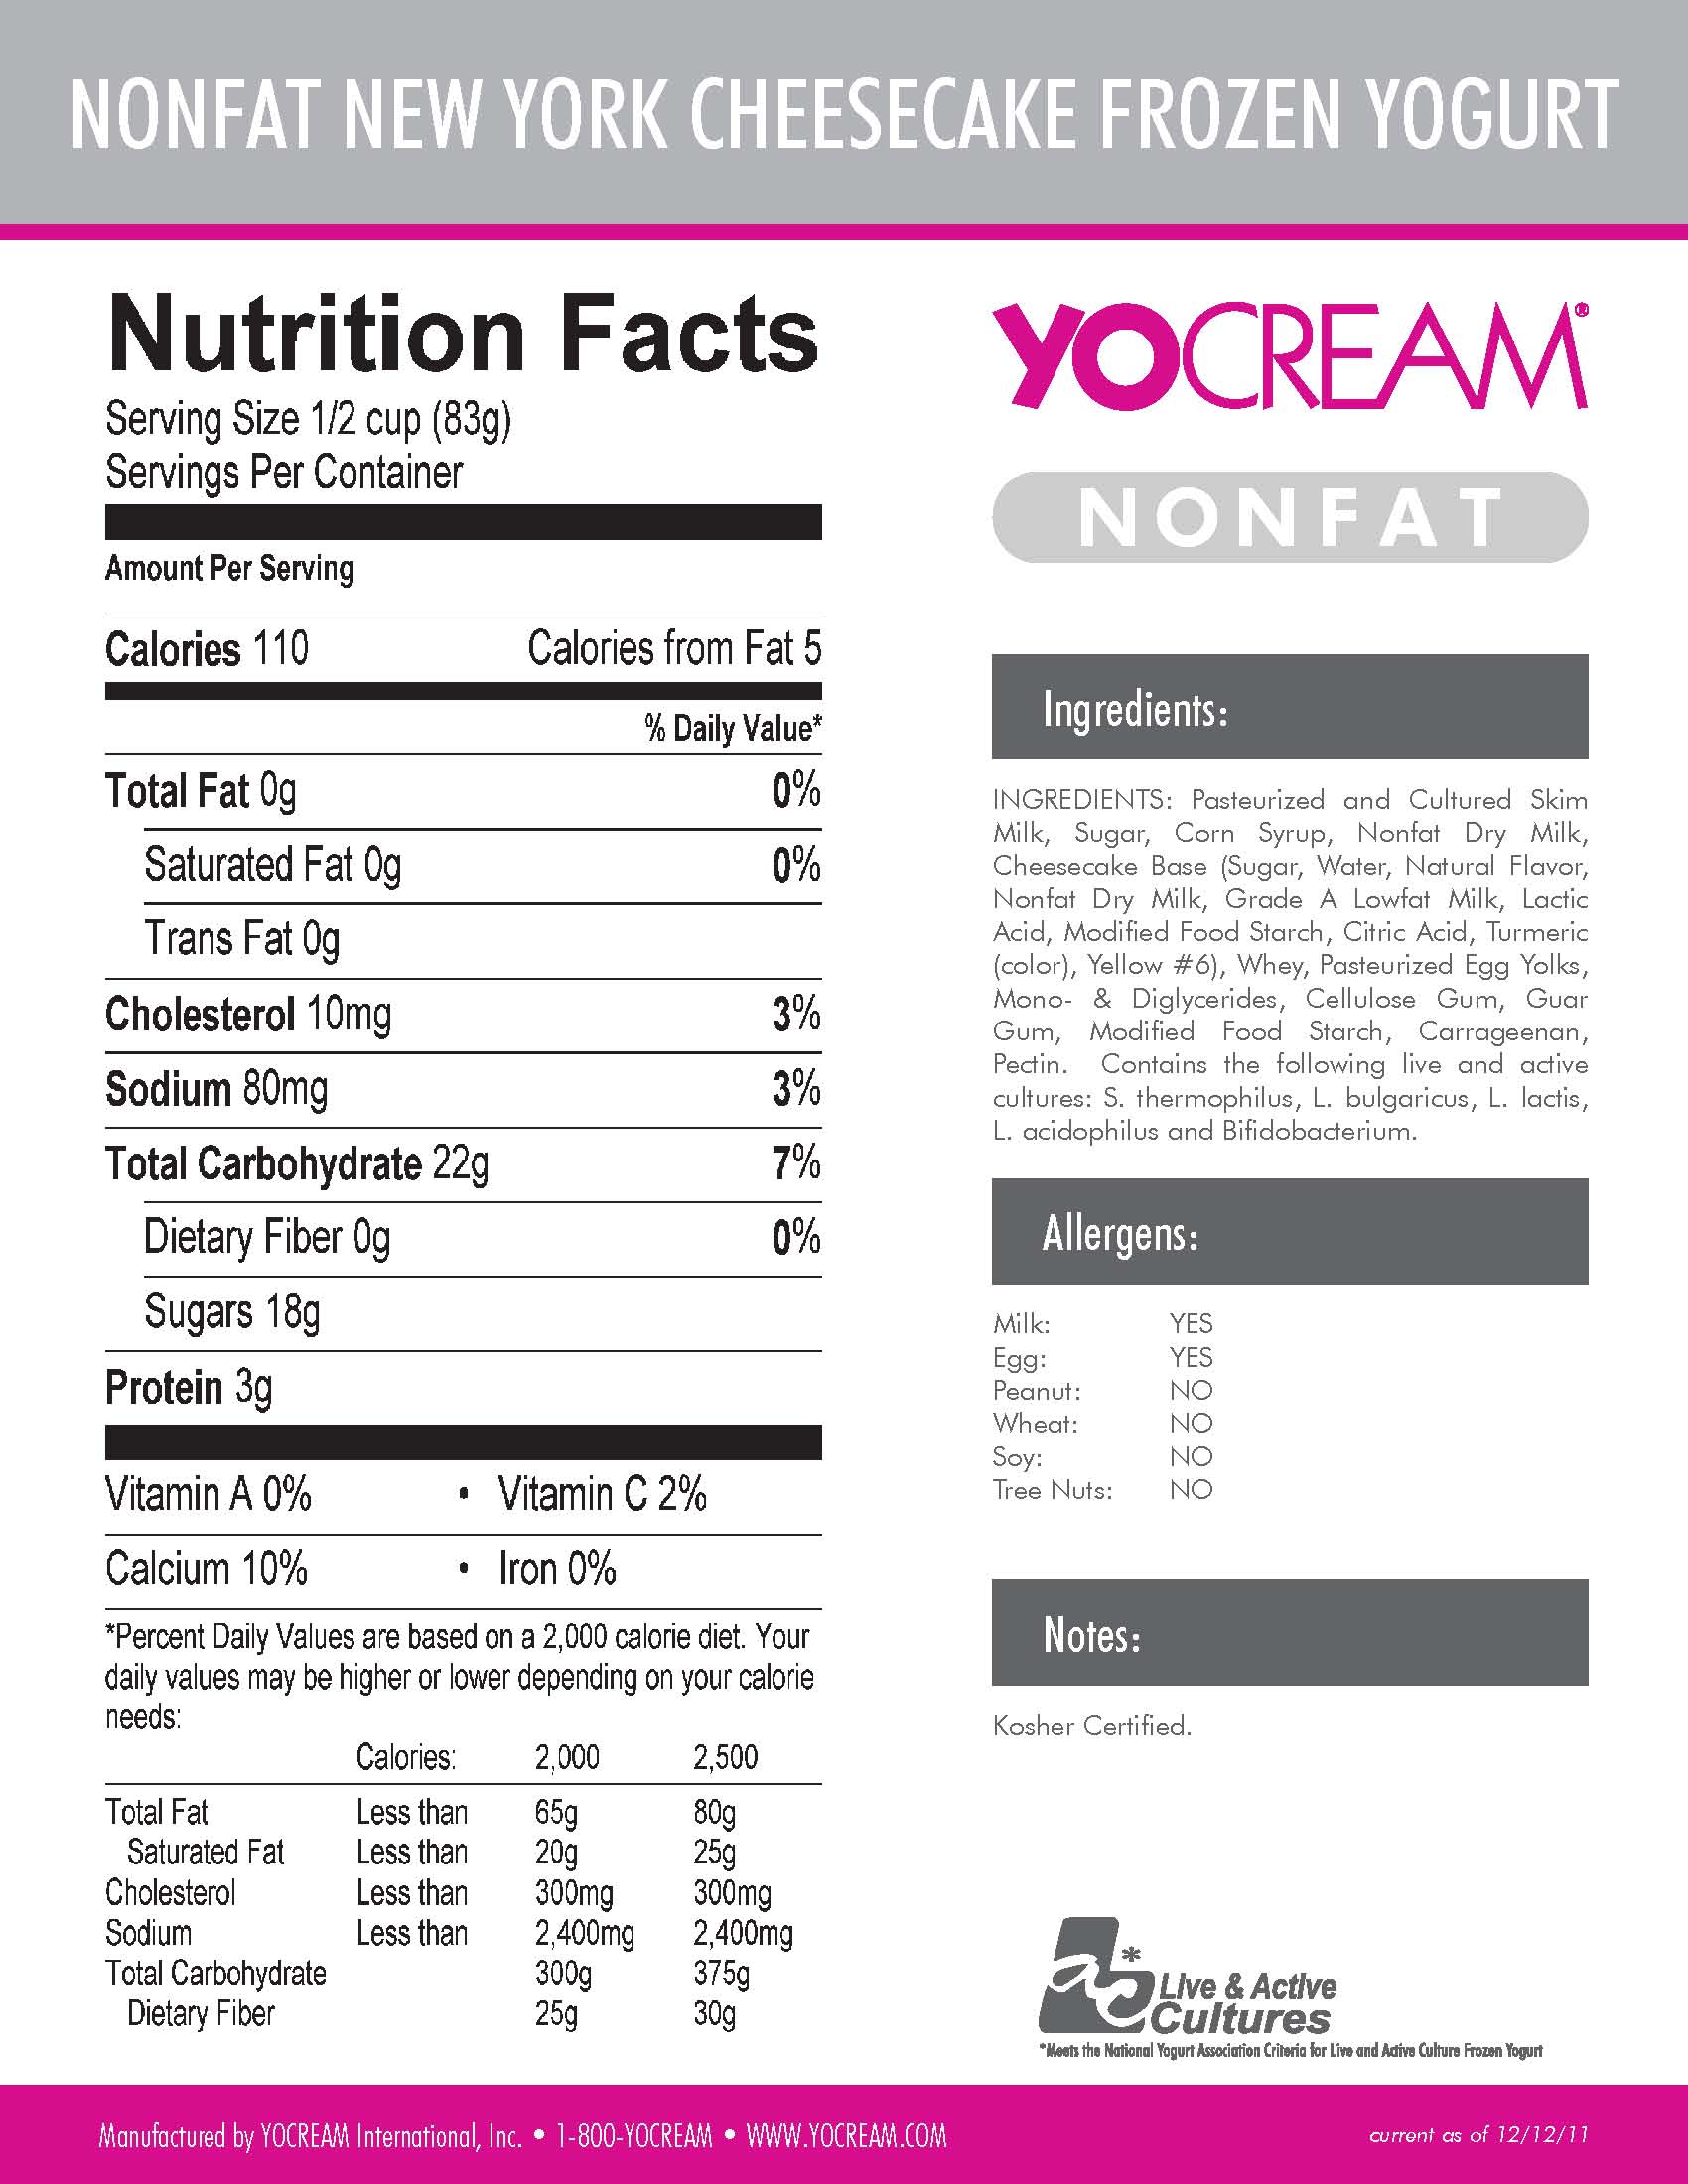 NONFAT NEW YORK CHEESECAKE FROZEN YOGURT
Nutrition Facts
Serving Size 1/2 cup (83g)
Servings Per Container
Amount Per Serving
Calories 110 Calories from Fat 5
% Daily Value*
Total Fat 0g 0%
Saturated Fat 0g 0%
Trans Fat 0g
Cholesterol 10mg 3%
Sodium 80mg 3%
Total Carbohydrate 22g 7%
Dietary Fiber 0g 0%
Sugars 18g
Protein 3g
Vitamin A 0% • Vitamin C 2%
Calcium 10% • Iron 0%
*Percent Daily Values are based on a 2,000 calorie diet. Your
daily values may be higher or lower depending on your calorie
needs:
Calories: 2,000 2,500
Total Fat Less than 65g 80g
Saturated Fat Less than 20g 25g
Cholesterol Less than 300mg 300mg
Sodium Less than 2,400mg 2,400mg
Total Carbohydrate 300g 375g
Dietary Fiber 25g 30g
YOCREAM®
NONFAT
Ingredients:
INGREDIENTS: Pasteurized and Cultured Skim
Milk, Sugar, Corn Syrup, Nonfat Dry Milk,
Cheesecake Base (Sugar, Water, Natural Flavor,
Nonfat Dry Milk, Grade A Lowfat Milk, Lactic
Acid, Modified Food Starch, Citric Acid, Turmeric
(color), Yellow #6), Whey, Pasteurized Egg Yolks,
Mono- & Diglycerides, Cellulose Gum, Guar
Gum, Modified Food Starch, Carrageenan,
Pectin. Contains the following live and active
cultures: S. thermophilus, L. bulgaricus, L. lactis,
L. acidophilus and Bifidobacterium.
Allergens:
Milk: YES
Egg: YES
Peanut: NO
Wheat: NO
Soy: NO
Tree Nuts: NO
Notes:
Kosher Certified.
ac*
Live & Active
Cultures
*Meets the National Yogurt Association Criteria for Live and Active Culture Frozen Yogurt
Manufactured by YOCREAM International, Inc. • 1-800-YOCREAM • WWW.YOCREAM.COM
current as of 12/12/11